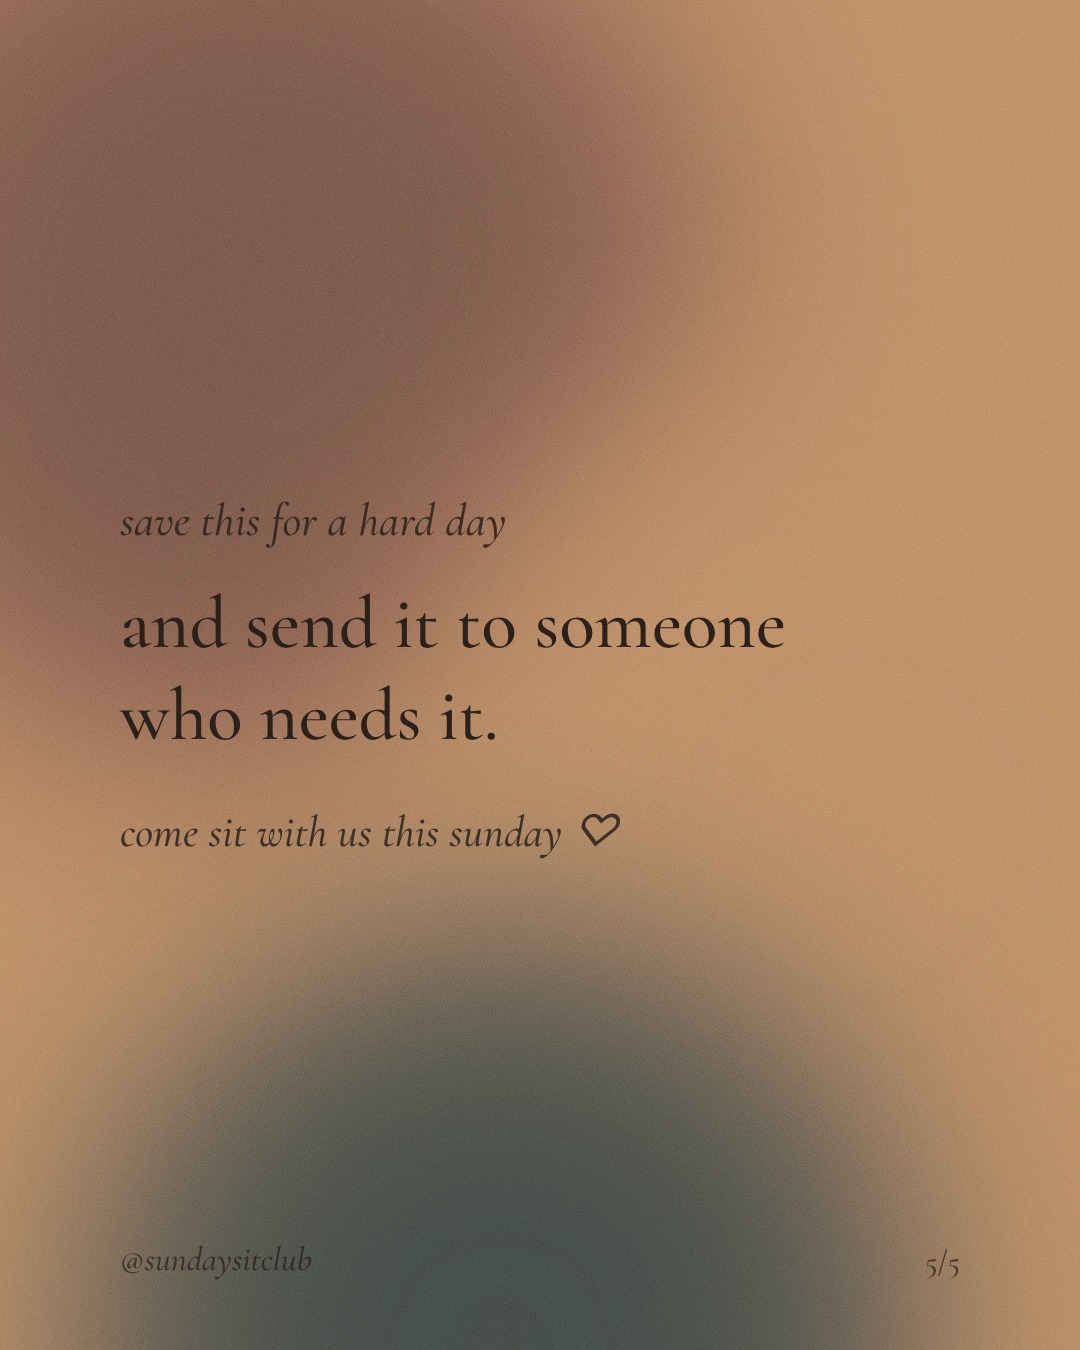 save this for a hard day
and send it to someone
who needs it.
come sit with us this sunday ♡
@sundaysitclub
5/5